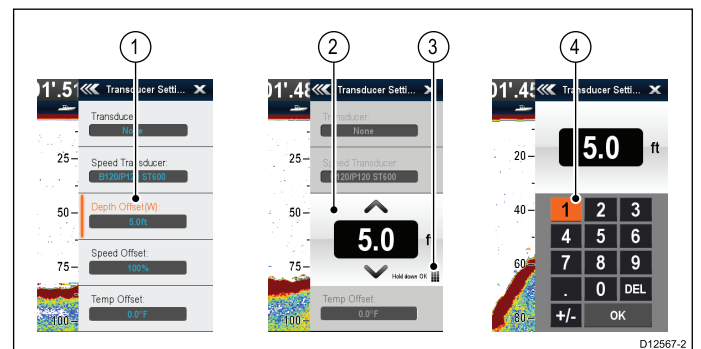 1
2
3
4
01'.51
Transducer Setti...
Transducer:
None
25
Speed Transducer:
B120/P120 ST600
50
Depth Offset(W):
5.0ft
75
Speed Offset:
100%
100
Temp Offset:
0.0°F
01'.48
Transducer Setti...
Transducer:
None
25
Speed Transducer:
B120/P120 ST600
50
5.0
f
75
Hold down OK
100
Temp Offset
0.0°F
01'.45
Transducer Setti...
20
5.0 ft
40
1 2 3
4 5 6
60
7 8 9
. 0 DEL
80
+/- OK
D12567-2